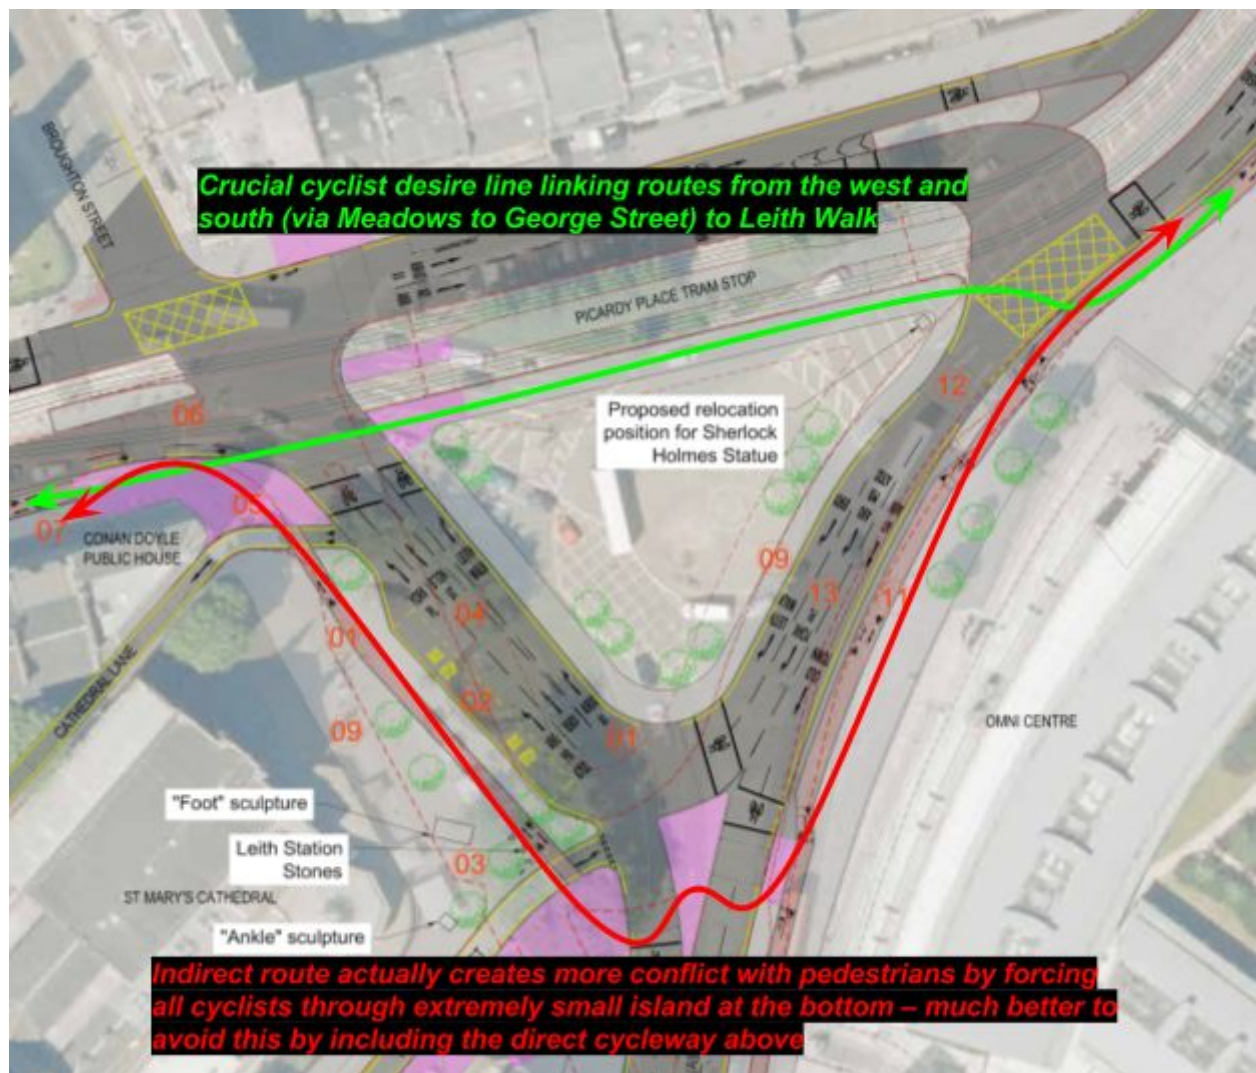 BROUGHTON STREET
Crucial cyclist desire line linking routes from the west and
south (via Meadows to George Street) to Leith Walk
PICARDY PLACE TRAM STOP
06
12
Proposed relocation
position for Sherlock
Holmes Statue
07
05
CONAN DOYLE
PUBLIC HOUSE
09
13
11
04
01
02
CATHEDRAL LANE
09
01
OMNI CENTRE
"Foot" sculpture
Leith Station
Stones
03
ST MARY'S CATHEDRAL
"Ankle" sculpture
Indirect route actually creates more conflict with pedestrians by forcing
all cyclists through extremely small island at the bottom – much better to
avoid this by including the direct cycleway above